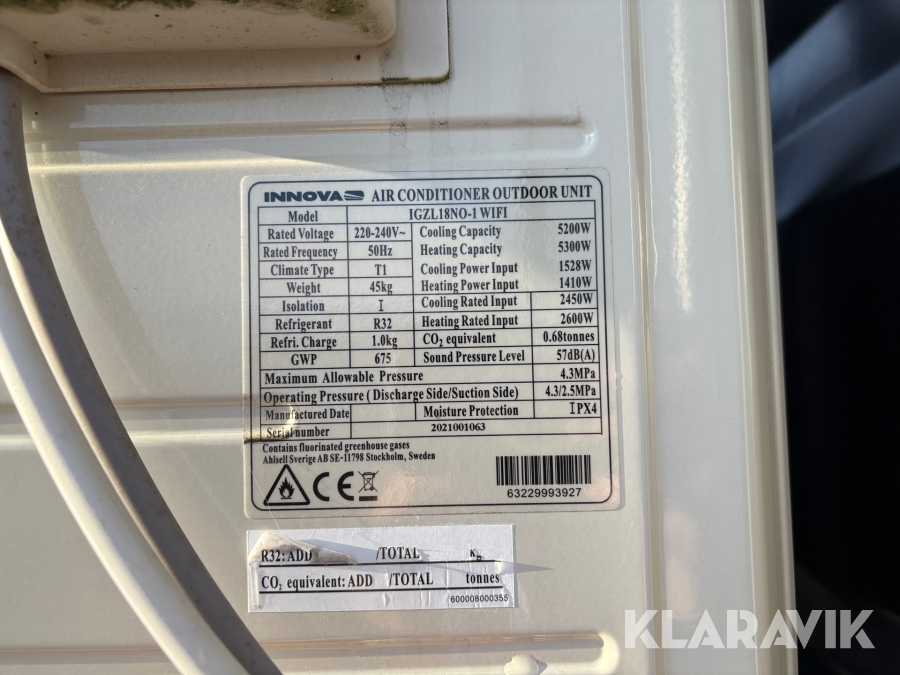 INNOVA AIR CONDITIONER OUTDOOR UNIT
Model IGZL18NO-1 WIFI
Rated Voltage 220-240V~ Cooling Capacity 5200W
Rated Frequency 50Hz Heating Capacity 5300W
Climate Type T1 Cooling Power Input 1528W
Weight 45kg Heating Power Input 1410W
Isolation I Cooling Rated Input 2450W
Refrigerant R32 Heating Rated Input 2600W
Refri. Charge 1.0kg CO2 equivalent 0.68tonnes
GWP 675 Sound Pressure Level 57dB(A)
Maximum Allowable Pressure 4.3MPa
Operating Pressure (Discharge Side/Suction Side) 4.3/2.5MPa
Manufactured Date Moisture Protection IPX4
Serial number 2021001063
Contains fluorinated greenhouse gases
Ahlsell Sverige AB SE-11798 Stockholm, Sweden
CE
63229993927
R32: ADD /TOTAL Kg
CO2 equivalent: ADD /TOTAL tonnes
600008000355
KLARAVIK